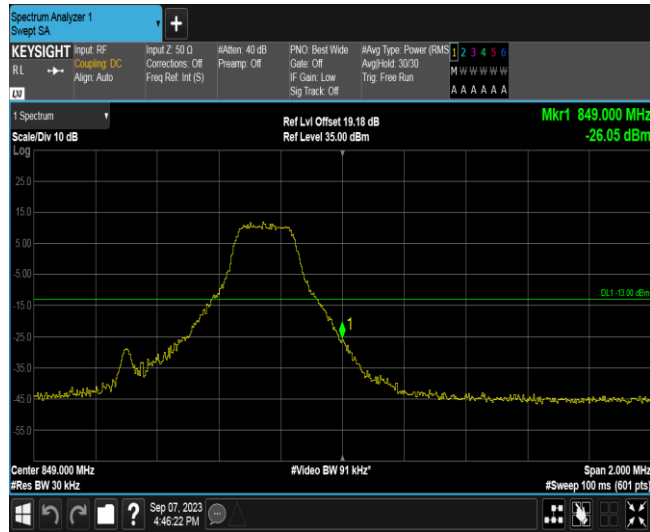 Spectrum Analyzer 1
Swept SA
+
KEYSIGHT
RL
LXI
Input: RF
Coupling: DC
Align: Auto
Input Z: 50 Ω
Corrections: Off
Freq Ref: Int (S)
#Atten: 40 dB
Preamp: Off
PNO: Best Wide
Gate: Off
IF Gain: Low
Sig Track: Off
#Avg Type: Power (RMS
Avg|Hold: 30/30
Trig: Free Run
1 2 3 4 5 6
M W W W W W
A A A A A A
1 Spectrum
Scale/Div 10 dB
Ref Lvl Offset 19.18 dB
Ref Level 35.00 dBm
Mkr1 849.000 MHz
-26.05 dBm
Log
25.0
15.0
5.00
-5.00
DL1 -13.00 dBm
-15.0
1
-25.0
-35.0
-45.0
-55.0
Center 849.000 MHz
#Video BW 91 kHz*
Span 2.000 MHz
#Res BW 30 kHz
#Sweep 100 ms (601 pts)
?
Sep 07, 2023
4:46:22 PM